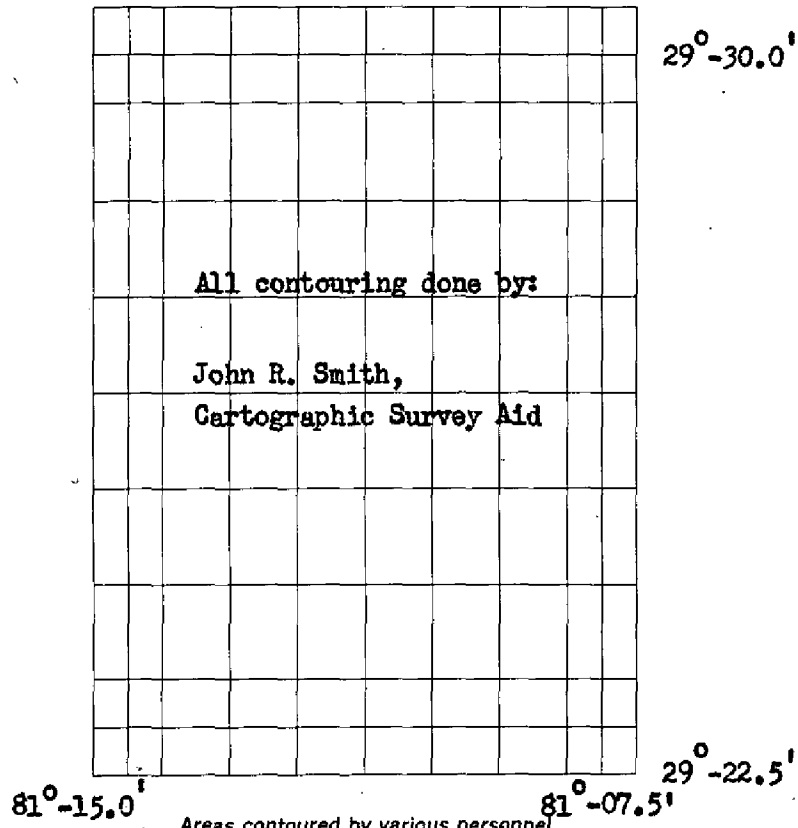 29°-30.0'
All contouring done by:
John R. Smith,
Cartographic Survey Aid
29°-22.5'
81°-15.0'
81°-07.5'
Areas contoured by various personnel